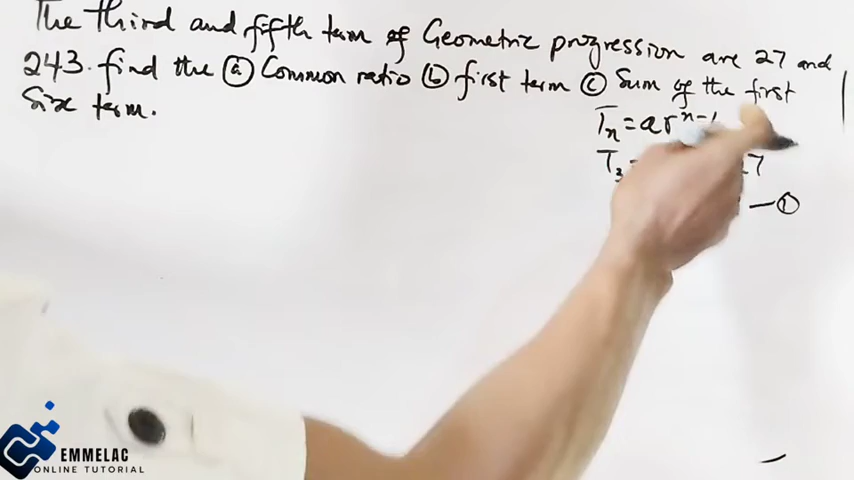 The third and fifth term of Geometric progression are 27 and
243. find the (a) Common ratio (b) first term (c) Sum of the first
Six term.
Tₙ = arⁿ⁻
T₃ = 7
— ①
EMMELAC
ONLINE TUTORIAL